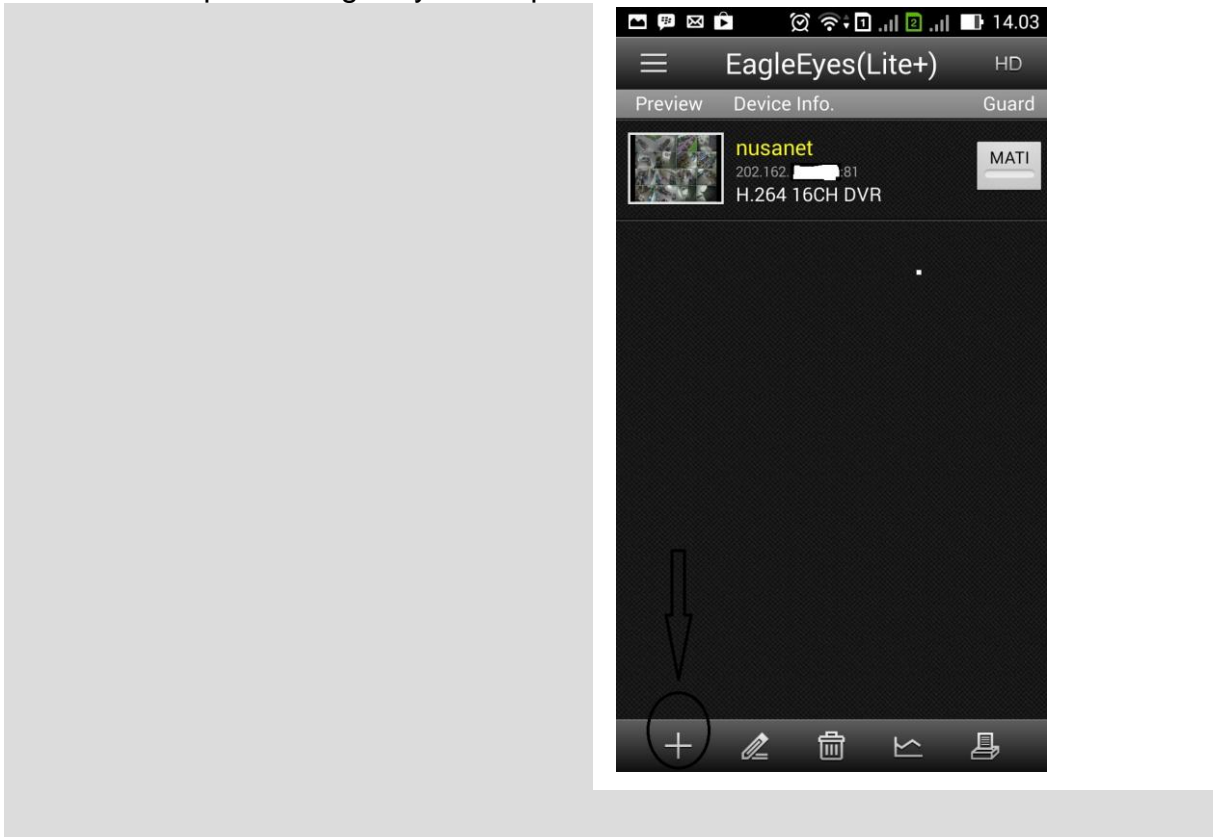 14.03
EagleEyes(Lite+) HD
Preview Device Info. Guard
nusanet
202.162. :81
MATI
H.264 16CH DVR